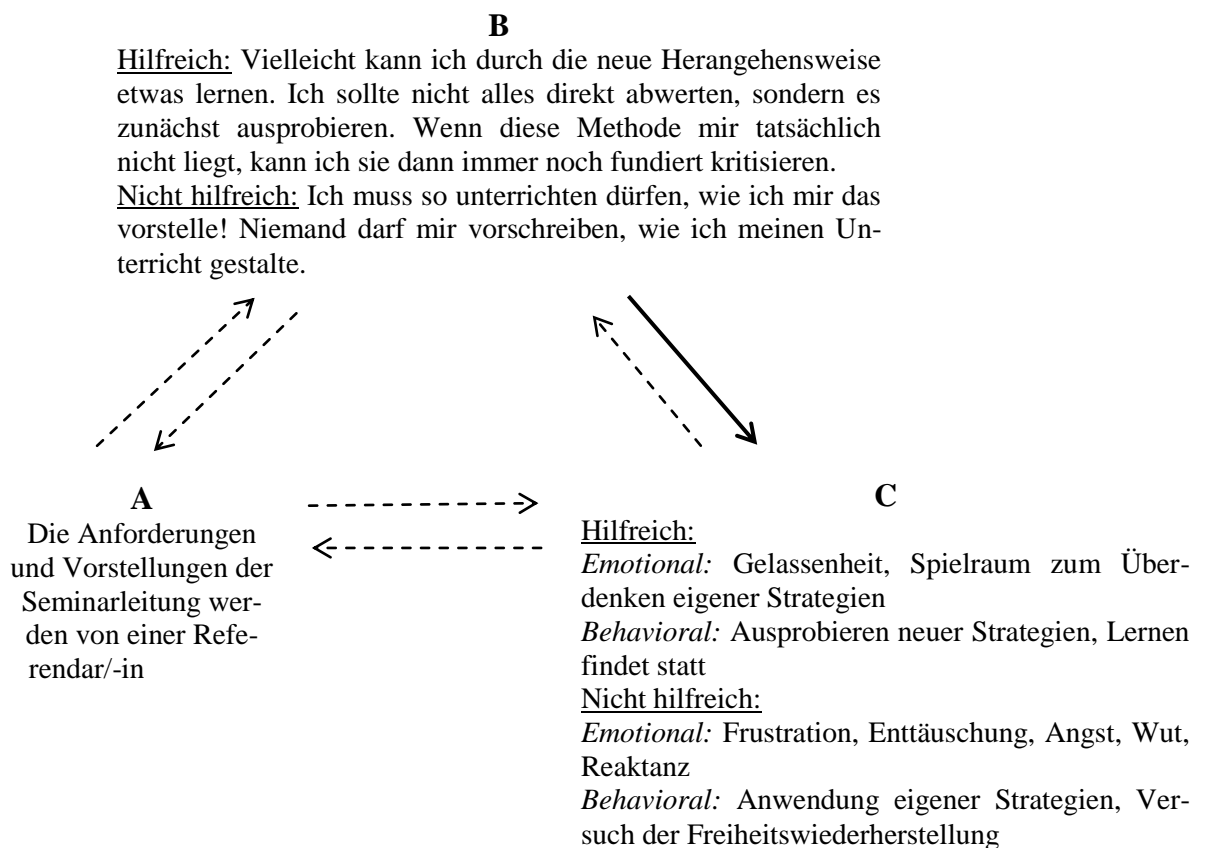 B
Hilfreich: Vielleicht kann ich durch die neue Herangehensweise
etwas lernen. Ich sollte nicht alles direkt abwerten, sondern es
zunächst ausprobieren. Wenn diese Methode mir tatsächlich
nicht liegt, kann ich sie dann immer noch fundiert kritisieren.
Nicht hilfreich: Ich muss so unterrichten dürfen, wie ich mir das
vorstelle! Niemand darf mir vorschreiben, wie ich meinen Un-
terricht gestalte.
A
Die Anforderungen
und Vorstellungen der
Seminarleitung wer-
den von einer Refe-
rendar/-in
C
Hilfreich:
Emotional: Gelassenheit, Spielraum zum Über-
denken eigener Strategien
Behavioral: Ausprobieren neuer Strategien, Lernen
findet statt
Nicht hilfreich:
Emotional: Frustration, Enttäuschung, Angst, Wut,
Reaktanz
Behavioral: Anwendung eigener Strategien, Ver-
such der Freiheitswiederherstellung